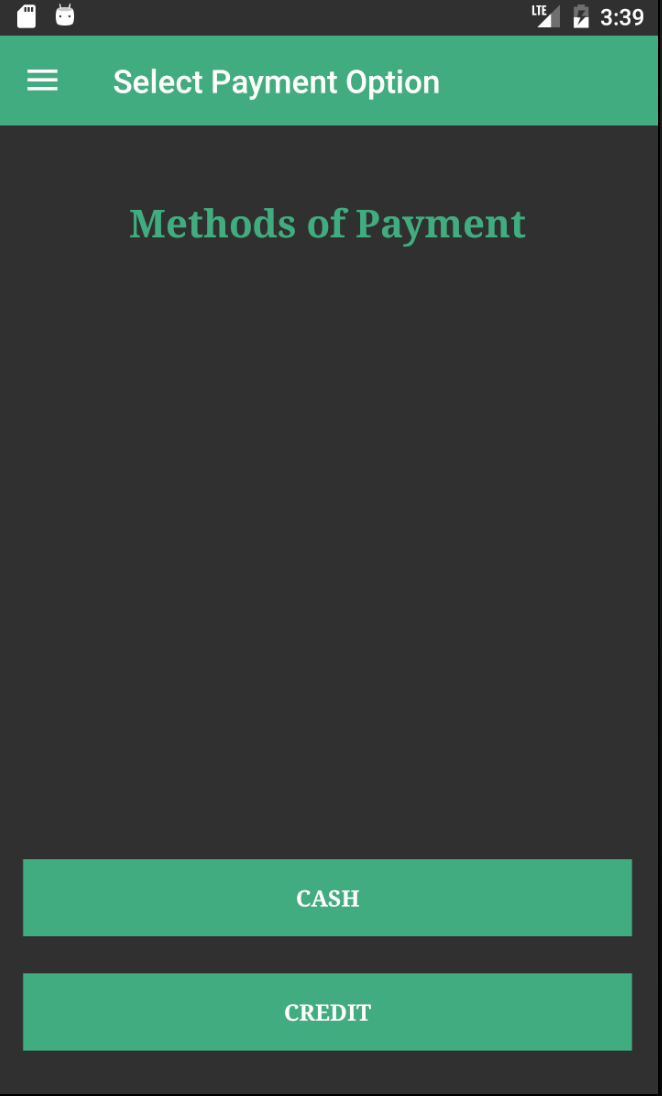 LTE 3:39
Select Payment Option
Methods of Payment
CASH
CREDIT